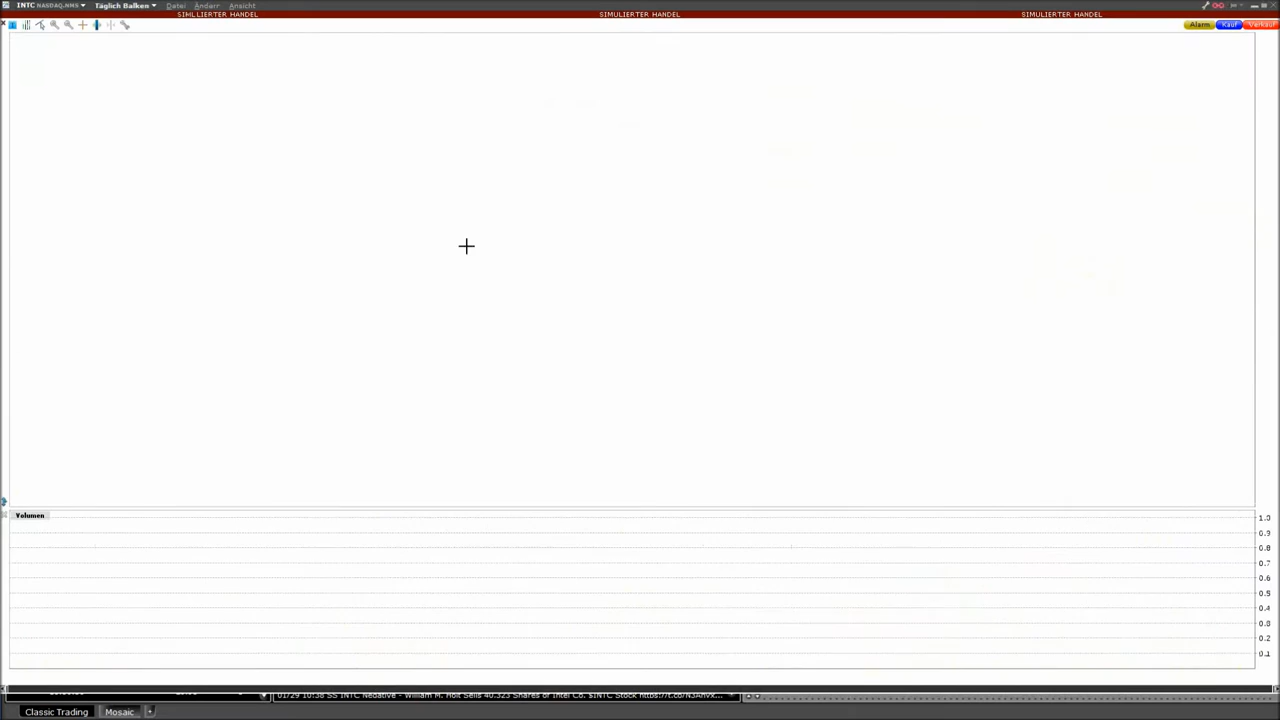 INTC NASDAQ.NMS Täglich Balken Datei Ändern Ansicht
SIMULIERTER HANDEL SIMULIERTER HANDEL SIMULIERTER HANDEL
Alarm Kauf Verkauf
Volumen
1.0
0.9
0.8
0.7
0.6
0.5
0.4
0.3
0.2
0.1
01/29 10:38 SS INTC Negative - William M. Holt Sells 40,323 Shares of Intel Co. $INTC Stock
Classic Trading Mosaic +